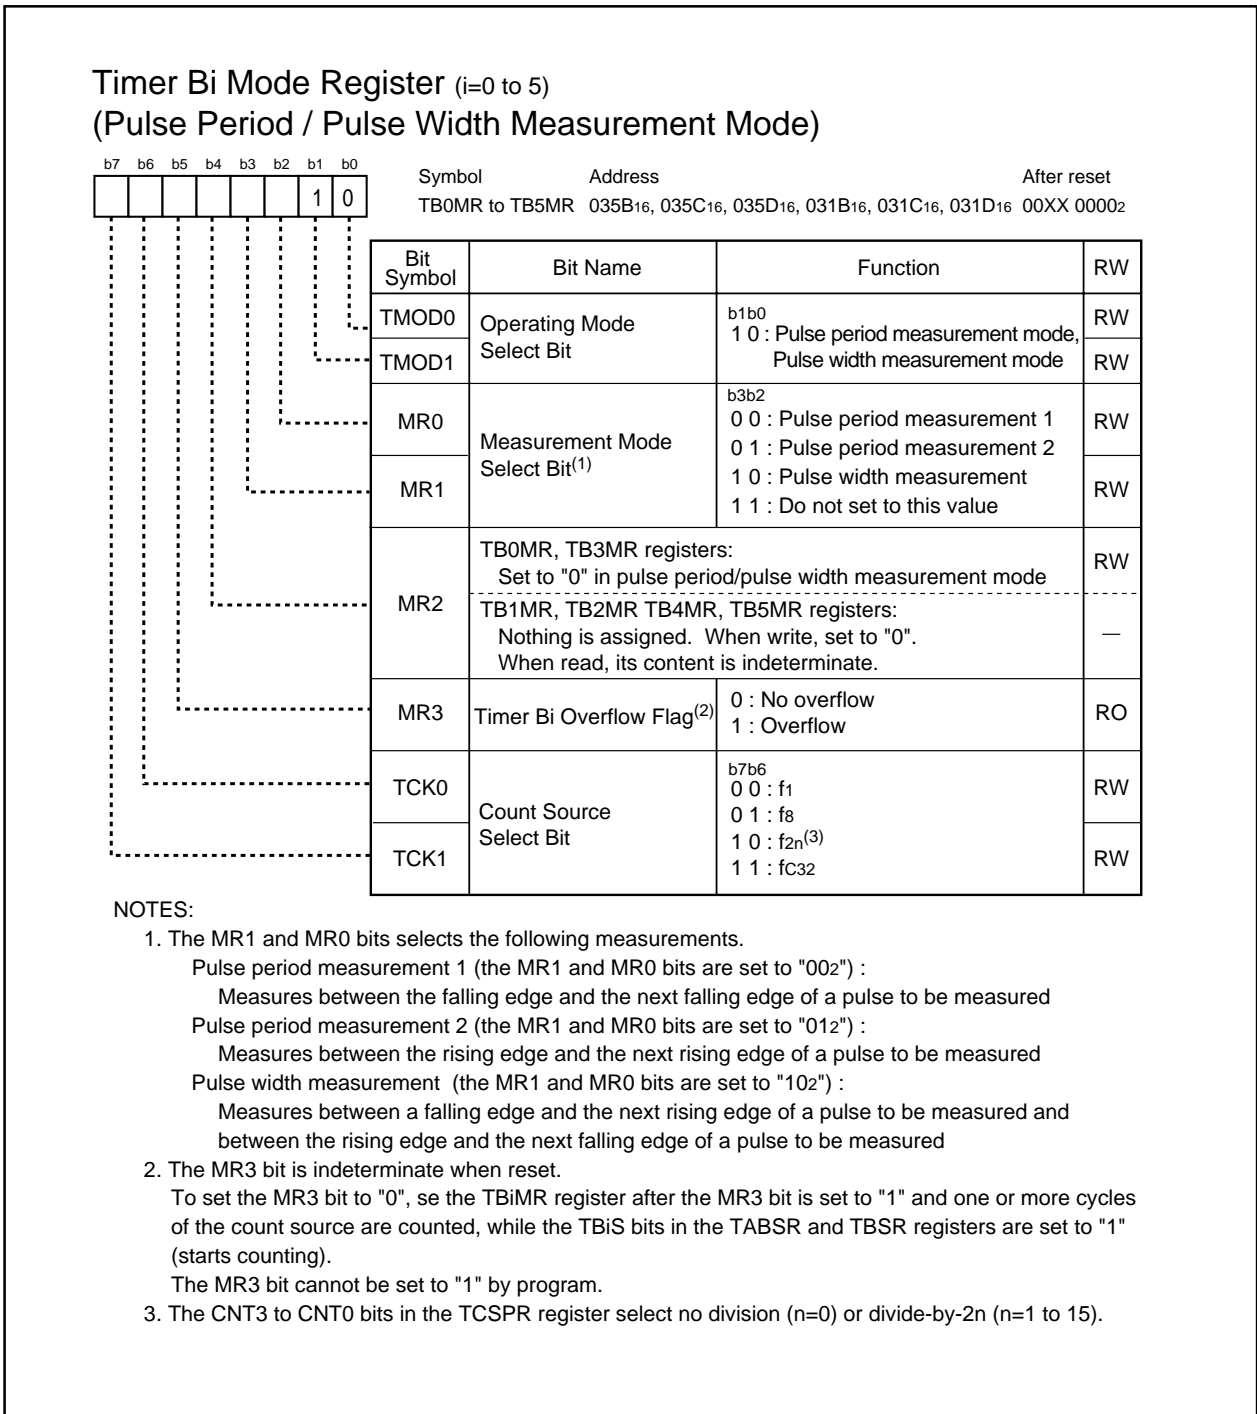 Timer Bi Mode Register (i=0 to 5)
(Pulse Period / Pulse Width Measurement Mode)
b7 b6 b5 b4 b3 b2 b1 b0
1 0
Symbol Address After reset
TB0MR to TB5MR 035B16, 035C16, 035D16, 031B16, 031C16, 031D16 00XX 00002
Bit Symbol Bit Name Function RW
TMOD0 Operating Mode Select Bit b1b0 RW
1 0 : Pulse period measurement mode,
TMOD1 Pulse width measurement mode RW
MR0 Measurement Mode Select Bit(1) b3b2 RW
0 0 : Pulse period measurement 1
0 1 : Pulse period measurement 2
MR1 1 0 : Pulse width measurement RW
1 1 : Do not set to this value
MR2 TB0MR, TB3MR registers: RW
Set to "0" in pulse period/pulse width measurement mode
TB1MR, TB2MR TB4MR, TB5MR registers:
Nothing is assigned. When write, set to "0". —
When read, its content is indeterminate.
MR3 Timer Bi Overflow Flag(2) 0 : No overflow RO
1 : Overflow
TCK0 Count Source Select Bit b7b6 RW
0 0 : f1
0 1 : f8
TCK1 1 0 : f2n(3) RW
1 1 : fC32
NOTES:
1. The MR1 and MR0 bits selects the following measurements.
Pulse period measurement 1 (the MR1 and MR0 bits are set to "002") :
Measures between the falling edge and the next falling edge of a pulse to be measured
Pulse period measurement 2 (the MR1 and MR0 bits are set to "012") :
Measures between the rising edge and the next rising edge of a pulse to be measured
Pulse width measurement (the MR1 and MR0 bits are set to "102") :
Measures between a falling edge and the next rising edge of a pulse to be measured and
between the rising edge and the next falling edge of a pulse to be measured
2. The MR3 bit is indeterminate when reset.
To set the MR3 bit to "0", se the TBiMR register after the MR3 bit is set to "1" and one or more cycles
of the count source are counted, while the TBiS bits in the TABSR and TBSR registers are set to "1"
(starts counting).
The MR3 bit cannot be set to "1" by program.
3. The CNT3 to CNT0 bits in the TCSPR register select no division (n=0) or divide-by-2n (n=1 to 15).